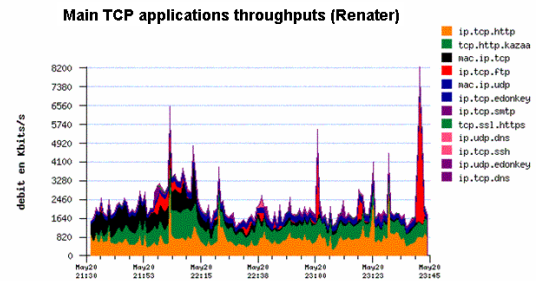 Main TCP applications throughputs (Renater)
ip.tcp.http
tcp.http.kazaa
mac.ip.tcp
ip.tcp.ftp
mac.ip.udp
ip.tcp.edonkey
ip.tcp.smtp
tcp.ssl.https
ip.udp.dns
ip.tcp.ssh
ip.udp.edonkey
ip.tcp.dns
debit en Kbits/s
8200
7380
6560
5740
4920
4100
3280
2460
1640
820
0
May20 May20 May20 May20 May20 May20 May20
21:30 21:53 22:15 22:38 23:00 23:23 23:45